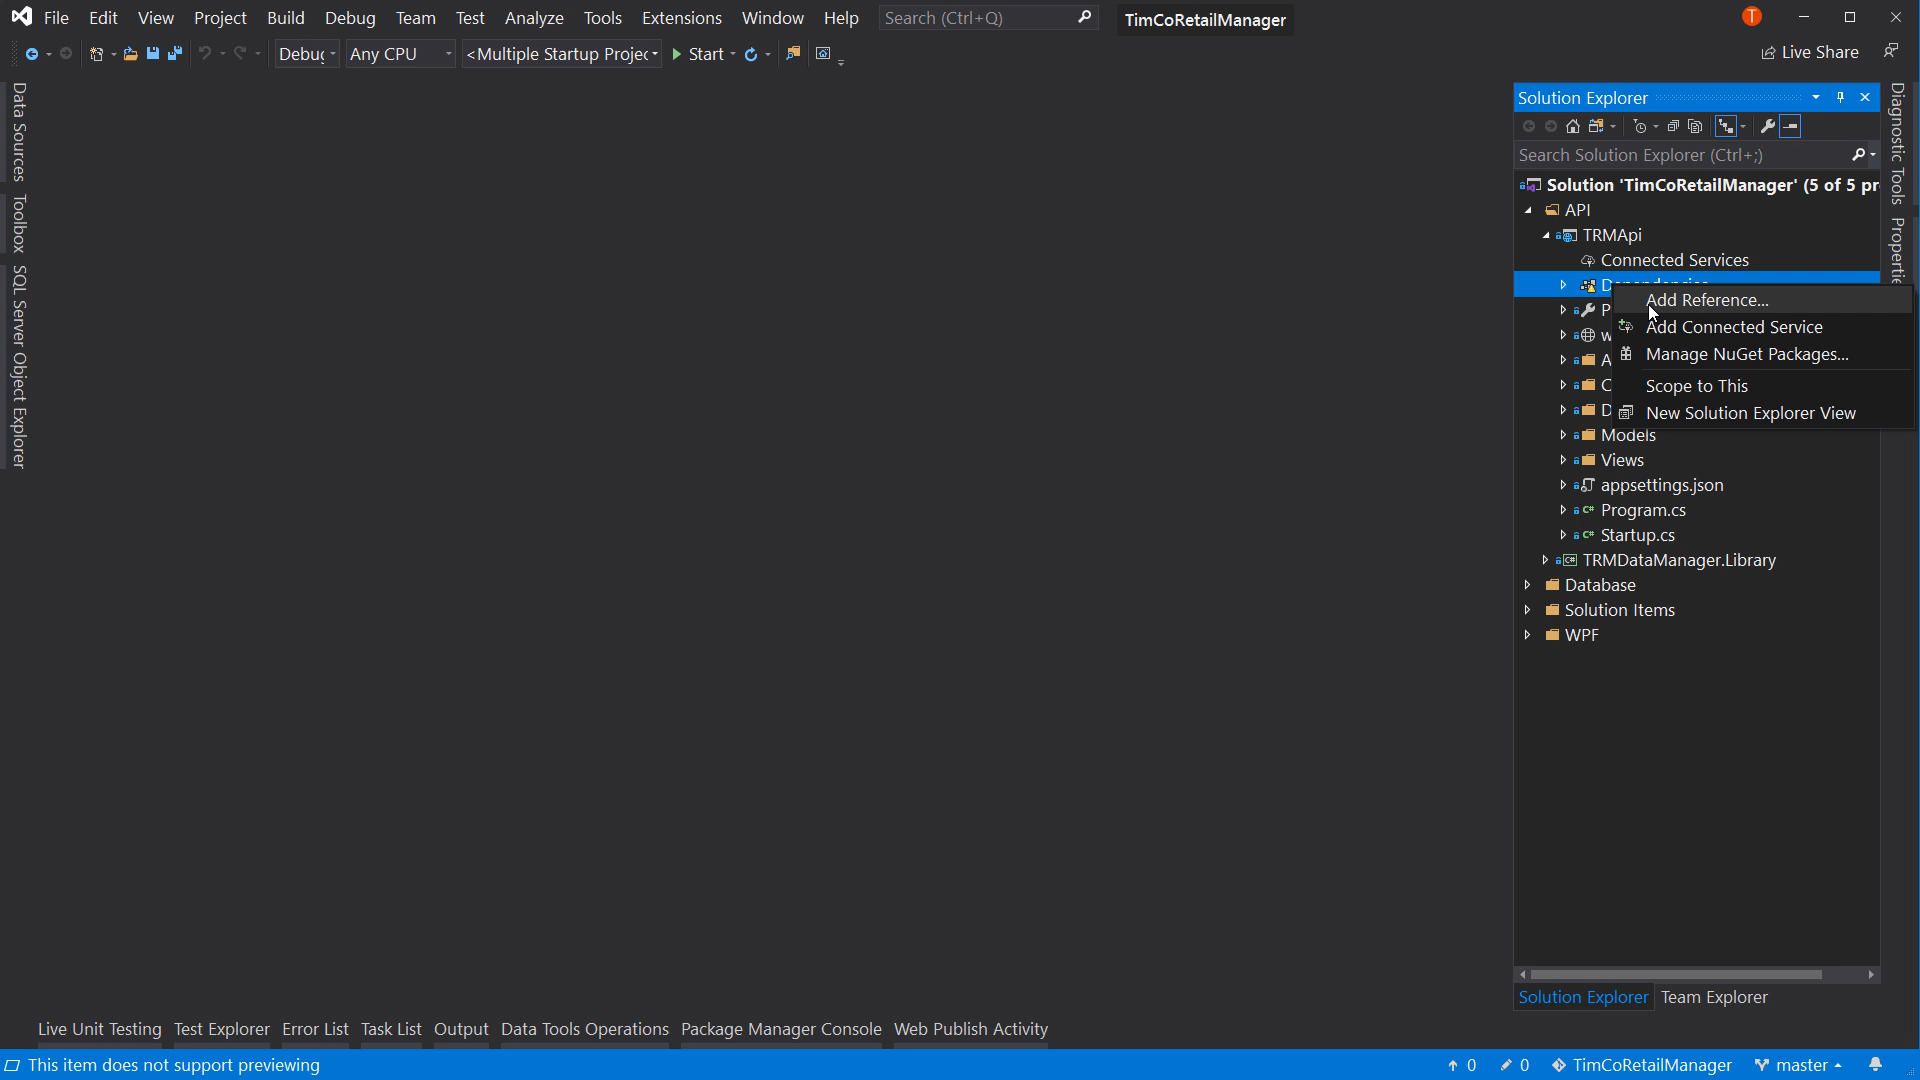 File Edit View Project Build Debug Team Test Analyze Tools Extensions Window Help Search (Ctrl+Q) TimCoRetailManager T
Any CPU <Multiple Startup Projec Start Live Share
Data Sources
Toolbox
SQL Server Object Explorer
Solution Explorer
Search Solution Explorer (Ctrl+;)
Solution 'TimCoRetailManager' (5 of 5 pr
API
TRMApi
Connected Services
Add Reference...
Add Connected Service
Manage NuGet Packages...
Scope to This
New Solution Explorer View
P
w
A
C
D
Models
Views
appsettings.json
Program.cs
Startup.cs
TRMDataManager.Library
Database
Solution Items
WPF
Solution Explorer Team Explorer
Diagnostic Tools
Propertie
Live Unit Testing Test Explorer Error List Task List Output Data Tools Operations Package Manager Console Web Publish Activity
This item does not support previewing 0 0 TimCoRetailManager master